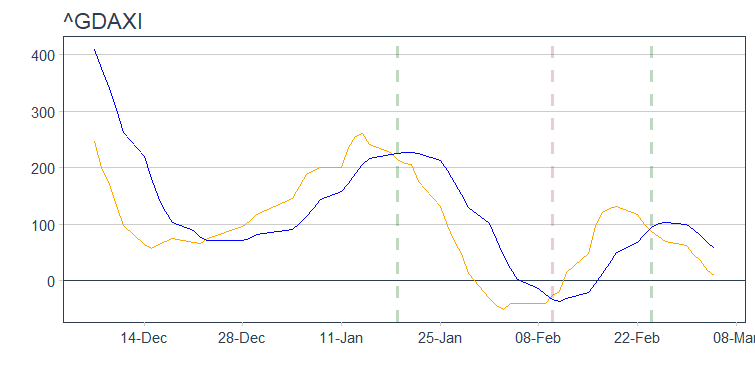 ^GDAXI
400
300
200
100
0
14-Dec
28-Dec
11-Jan
25-Jan
08-Feb
22-Feb
08-Mar